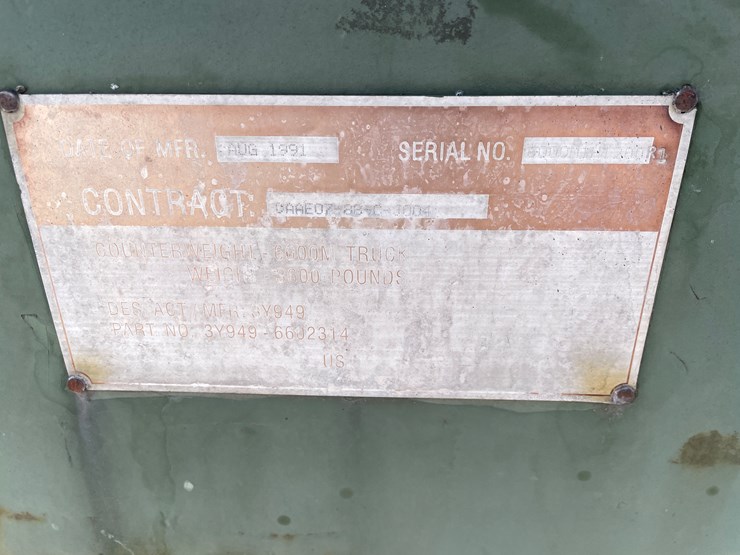 DATE OF MFR. AUG 1991 SERIAL NO.
CONTRACT
COUNTERWEIGHT TRUCK
WEIGHT POUNDS
DES ACT. MFR 3Y949
PART NO. 3Y949-6602314
US